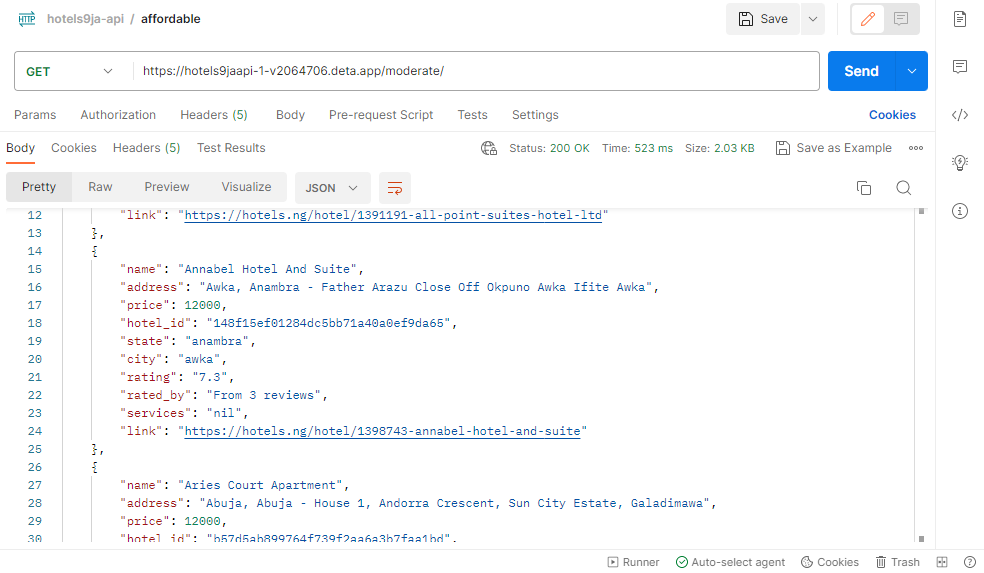 HTTP hotels9ja-api / affordable Save
GET https://hotels9jaapi-1-v2064706.deta.app/moderate/ Send
Params Authorization Headers (5) Body Pre-request Script Tests Settings Cookies
Body Cookies Headers (5) Test Results Status: 200 OK Time: 523 ms Size: 2.03 KB Save as Example
Pretty Raw Preview Visualize JSON
12 "link": "https://hotels.ng/hotel/1391191-all-point-suites-hotel-ltd"
13 },
14 {
15 "name": "Annabel Hotel And Suite",
16 "address": "Awka, Anambra - Father Arazu Close Off Okpuno Awka Ifite Awka",
17 "price": 12000,
18 "hotel_id": "148f15ef01284dc5bb71a40a0ef9da65",
19 "state": "anambra",
20 "city": "awka",
21 "rating": "7.3",
22 "rated_by": "From 3 reviews",
23 "services": "nil",
24 "link": "https://hotels.ng/hotel/1398743-annabel-hotel-and-suite"
25 },
26 {
27 "name": "Aries Court Apartment",
28 "address": "Abuja, Abuja - House 1, Andorra Crescent, Sun City Estate, Galadimawa",
29 "price": 12000,
30 "hotel_id": "b57d5ab899764f739f2aa6a3b7faa1bd",
Runner Auto-select agent Cookies Trash